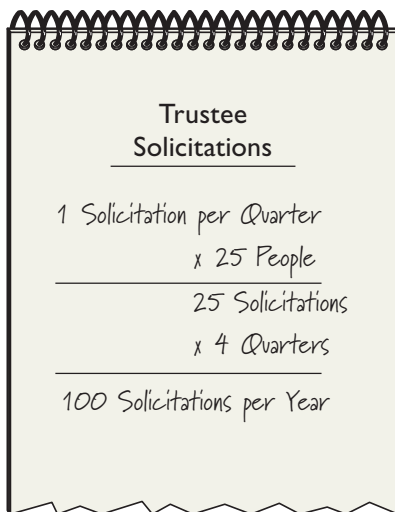 Trustee
Solicitations
1 Solicitation per Quarter
x 25 People
25 Solicitations
x 4 Quarters
100 Solicitations per Year